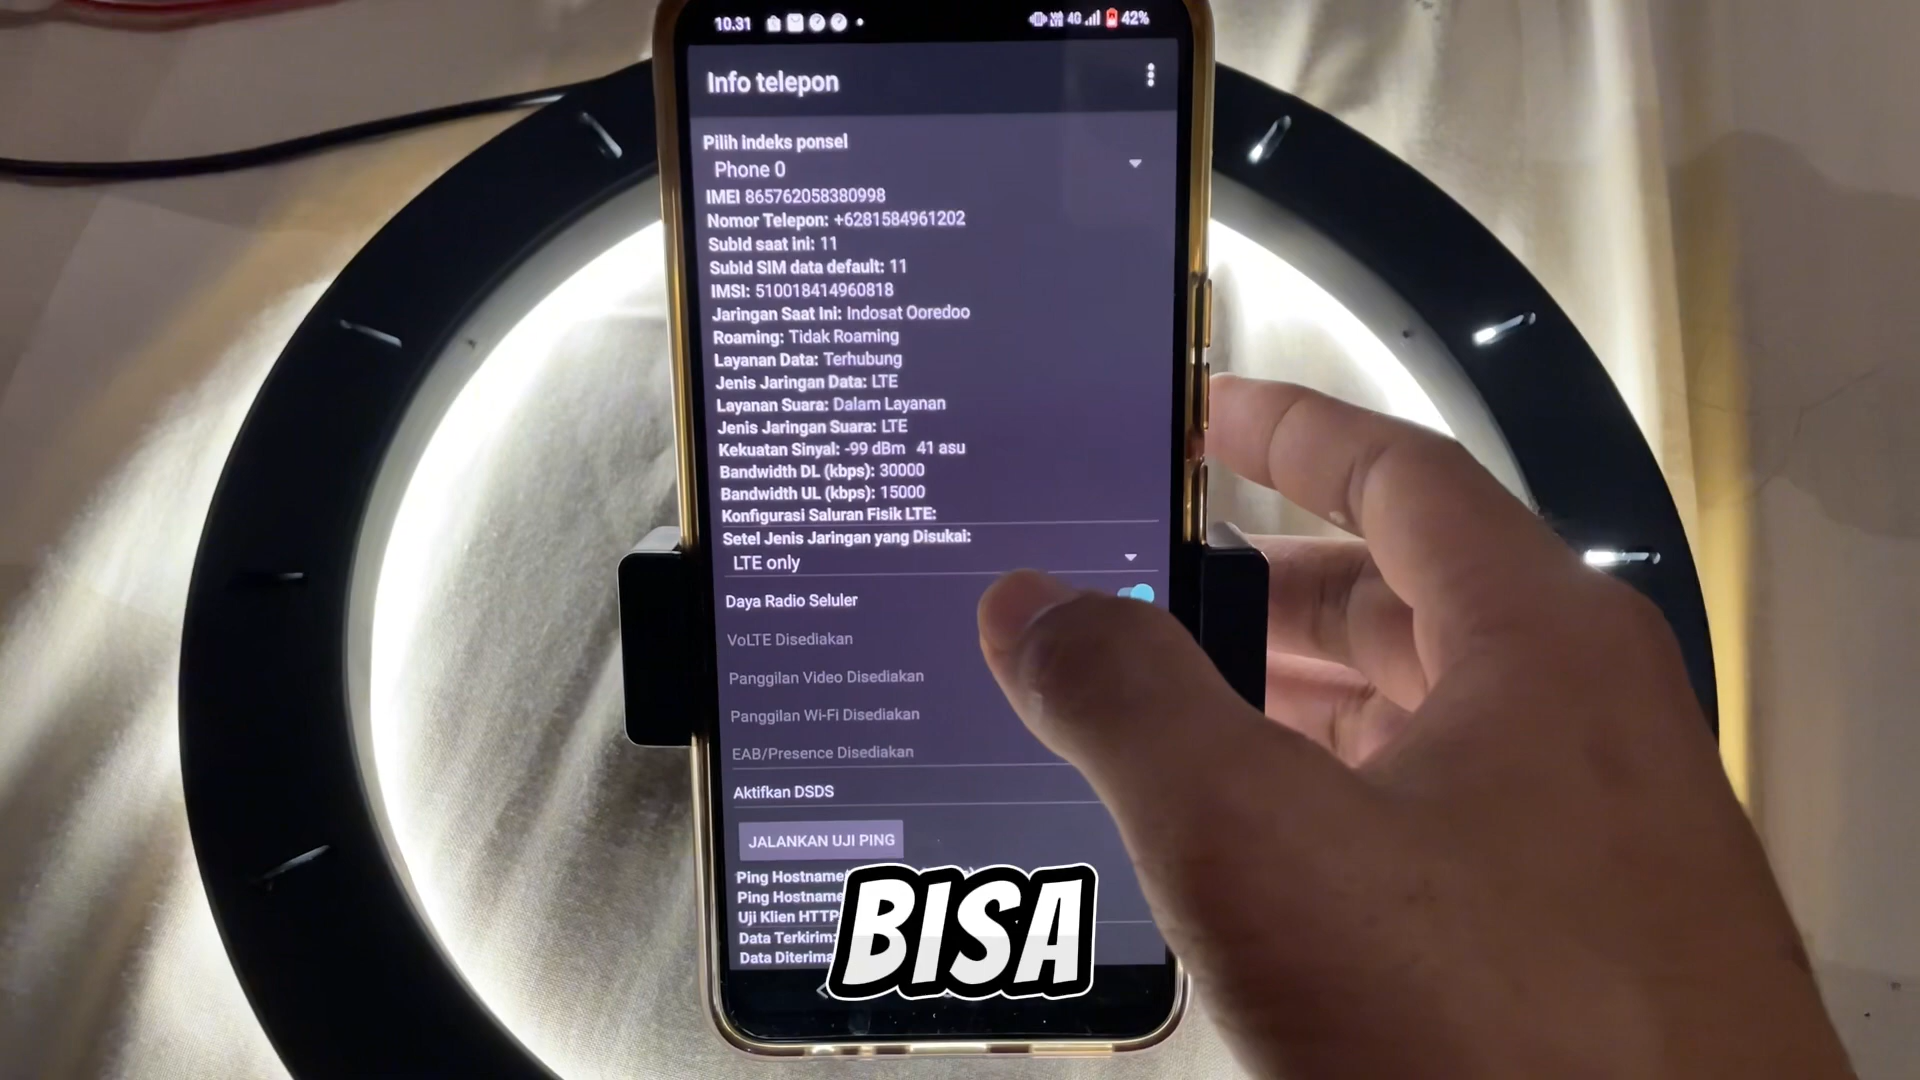 10.31
4G 42%
Info telepon
Pilih indeks ponsel
Phone 0
IMEI 865762058380998
Nomor Telepon: +6281584961202
SubId saat ini: 11
SubId SIM data default: 11
IMSI: 510018414960818
Jaringan Saat Ini: Indosat Ooredoo
Roaming: Tidak Roaming
Layanan Data: Terhubung
Jenis Jaringan Data: LTE
Layanan Suara: Dalam Layanan
Jenis Jaringan Suara: LTE
Kekuatan Sinyal: -99 dBm 41 asu
Bandwidth DL (kbps): 30000
Bandwidth UL (kbps): 15000
Konfigurasi Saluran Fisik LTE:
Setel Jenis Jaringan yang Disukai:
LTE only
Daya Radio Seluler
VoLTE Disediakan
Panggilan Video Disediakan
Panggilan Wi-Fi Disediakan
EAB/Presence Disediakan
Aktifkan DSDS
JALANKAN UJI PING
Ping Hostname
Ping Hostname
Uji Klien HTTP
Data Terkirim:
Data Diterima
BISA